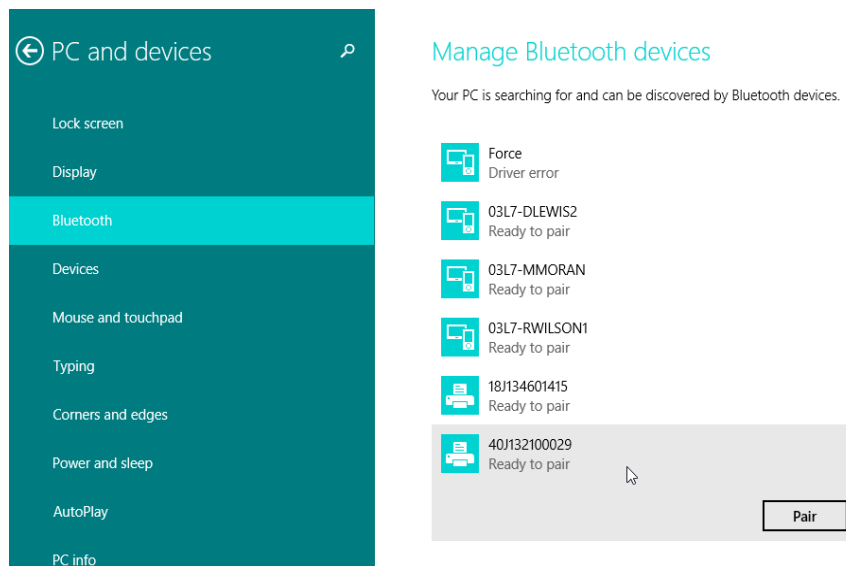 PC and devices
Lock screen
Display
Bluetooth
Devices
Mouse and touchpad
Typing
Corners and edges
Power and sleep
AutoPlay
PC info
Manage Bluetooth devices
Your PC is searching for and can be discovered by Bluetooth devices.
Force
Driver error
03L7-DLEWIS2
Ready to pair
03L7-MMORAN
Ready to pair
03L7-RWILSON1
Ready to pair
18J134601415
Ready to pair
40J132100029
Ready to pair
Pair